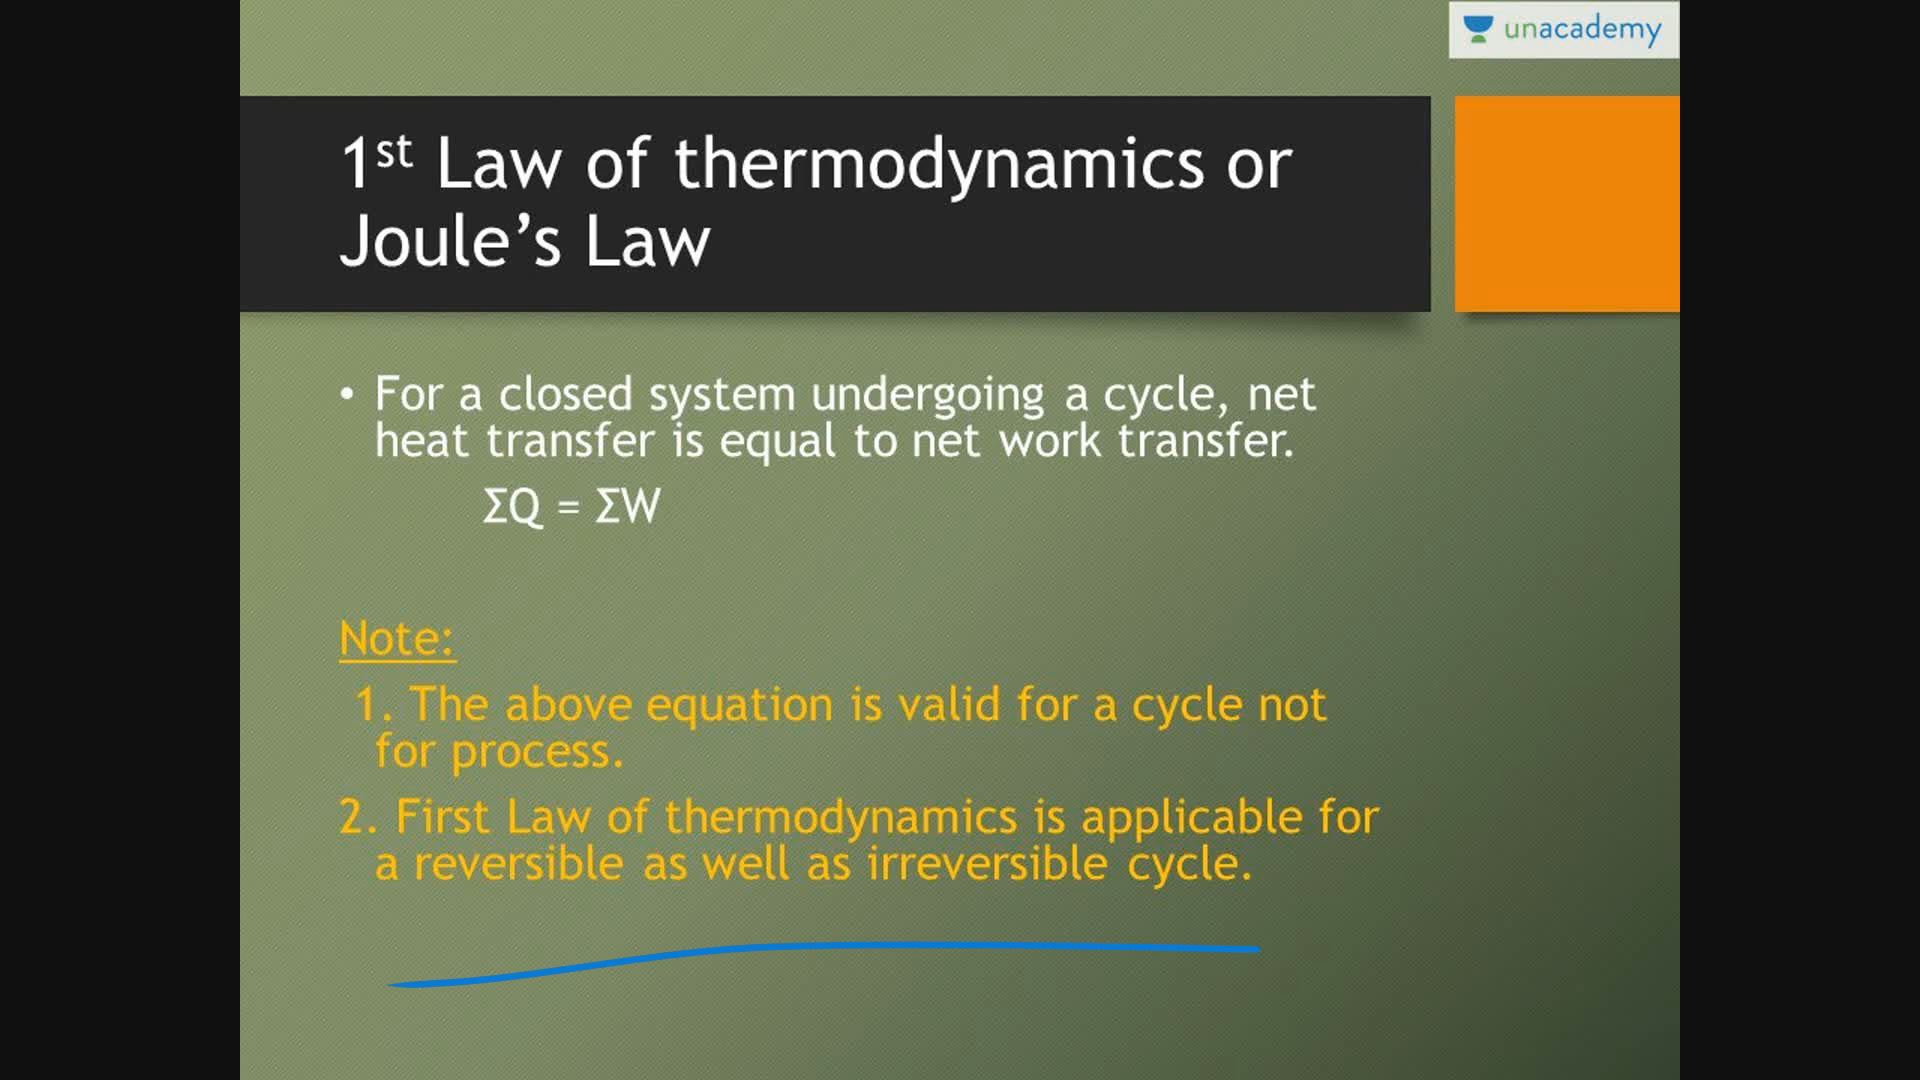 unacademy
1st Law of thermodynamics or
Joule’s Law
• For a closed system undergoing a cycle, net
heat transfer is equal to net work transfer.
ΣQ = ΣW
Note:
1. The above equation is valid for a cycle not
for process.
2. First Law of thermodynamics is applicable for
a reversible as well as irreversible cycle.